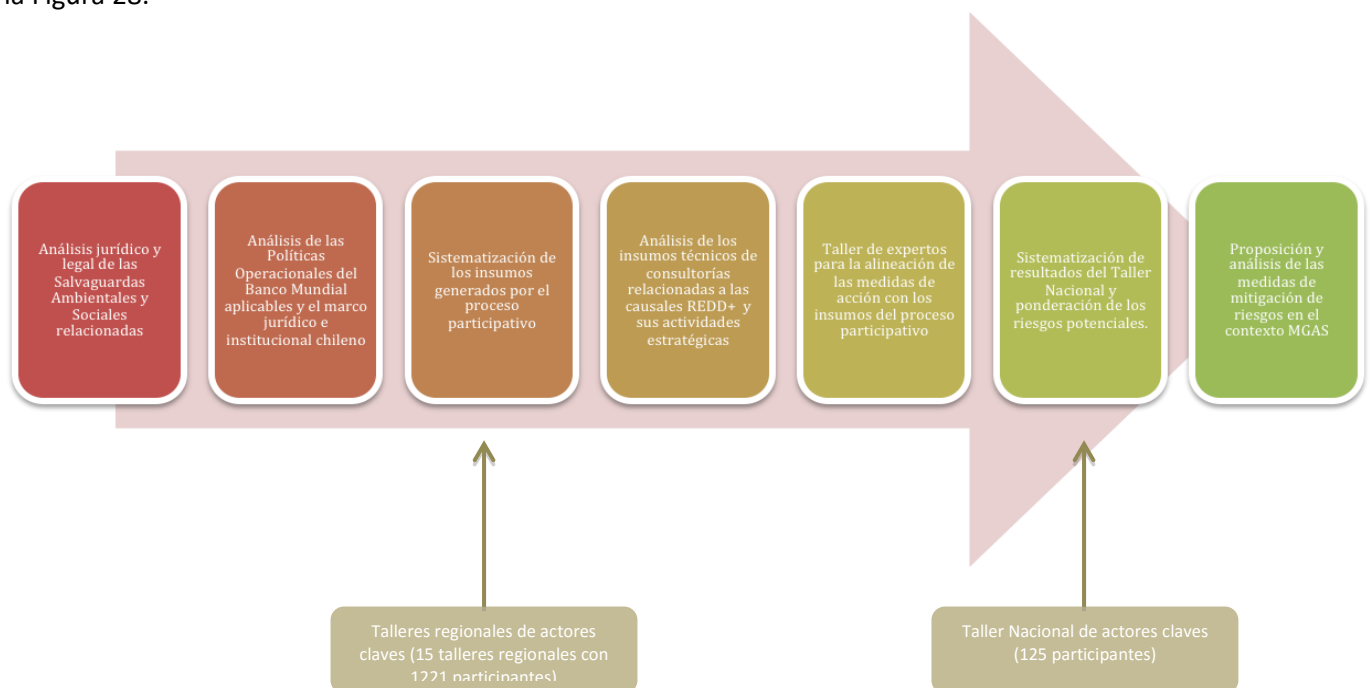 la Figura 28.
Análisis jurídico y
legal de las
Salvaguardas
Ambientales y
Sociales
relacionadas
Análisis de las
Políticas
Operacionales del
Banco Mundial
aplicables y el marco
jurídico e
institucional chileno
Sistematización de
los insumos
generados por el
proceso
participativo
Análisis de los
insumos técnicos de
consultorías
relacionadas a las
causales REDD+ y
sus actividades
estratégicas
Taller de expertos
para la alineación de
las medidas de
acción con los
insumos del proceso
participativo
Sistematización de
resultados del Taller
Nacional y
ponderación de los
riesgos potenciales.
Proposición y
análisis de las
medidas de
mitigación de
riesgos en el
contexto MGAS
Talleres regionales de actores
claves (15 talleres regionales con
1221 participantes)
Taller Nacional de actores claves
(125 participantes)